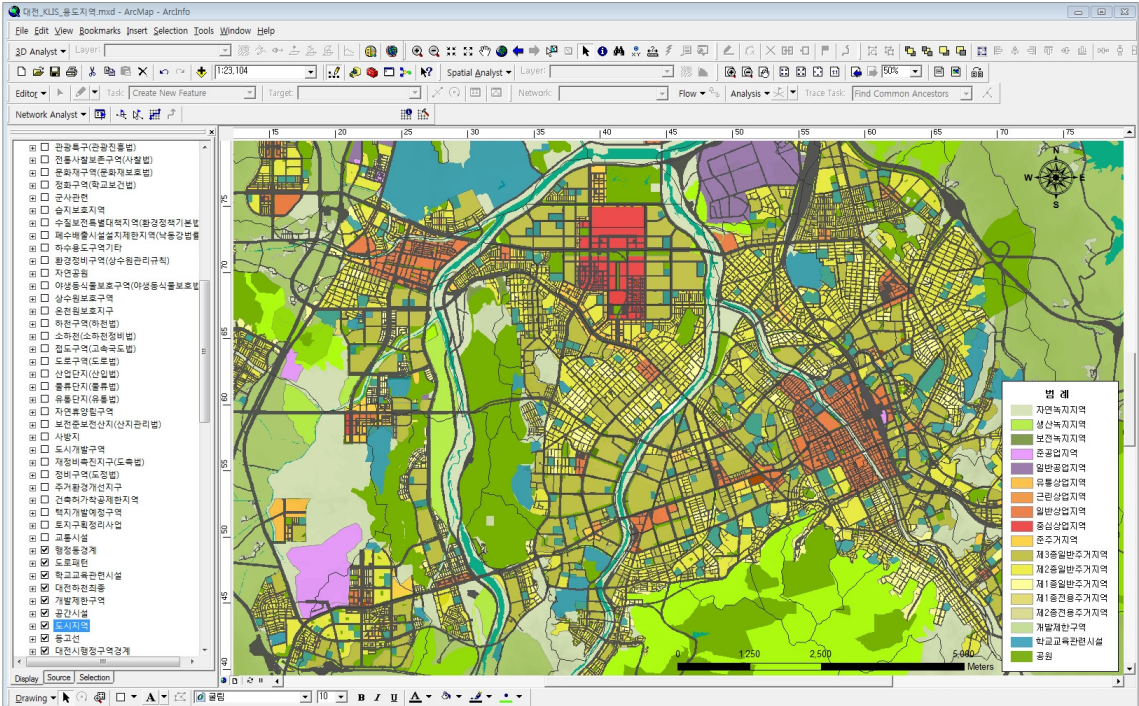 대전_KLIS_용도지역.mxd - ArcMap - ArcInfo
File Edit View Bookmarks Insert Selection Tools Window Help
3D Analyst Layer:
1:23,104 Spatial Analyst Layer: 50%
Editor Task: Create New Feature Target: Network: Flow Analysis Trace Task: Find Common Ancestors
Network Analyst
15 20 25 30 35 40 45 50 55 60 65 70 75
관광특구(관광진흥법)
전통사찰보존구역(사찰법)
문화재구역(문화재보호법)
정화구역(학교보건법)
군사관련
습지보호지역
수질보전특별대책지역(환경정책기본법
폐수배출시설설치제한지역(낙동강법률
하수용도구역기타
환경정비구역(상수원관리규칙)
자연공원
야생동식물보호구역(야생동식물보호법
상수원보호구역
온천원보호지구
하천구역(하천법)
소하천(소하천정비법)
접도구역(고속국도법)
도로구역(도로법)
산업단지(산입법)
물류단지(물류법)
유통단지(유통법)
자연휴양림구역
보전준보전산지(산지관리법)
사방지
도시개발구역
재정비촉진지구(도촉법)
정비구역(도정법)
주거환경개선지구
건축허가착공제한지역
택지개발예정구역
토지구획정리사업
교통시설
행정동경계
도로패턴
학교교육관련시설
대전하천최종
개발제한구역
공간시설
도시지역
등고선
대전시행정구역경계
75
70
65
60
55
50
45
40
N
W E
S
범 례
자연녹지지역
생산녹지지역
보전녹지지역
준공업지역
일반공업지역
유통상업지역
근린상업지역
일반상업지역
중심상업지역
준주거지역
제3종일반주거지역
제2종일반주거지역
제1종일반주거지역
제1종전용주거지역
제2종전용주거지역
개발제한구역
학교교육관련시설
공원
0 1,250 2,500 5,000
Meters
Display Source Selection
Drawing A 굴림 10 B I U A